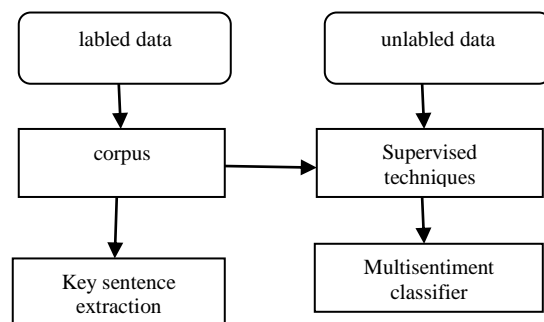 labled data
unlabled data
corpus
Supervised
techniques
Key sentence
extraction
Multisentiment
classifier